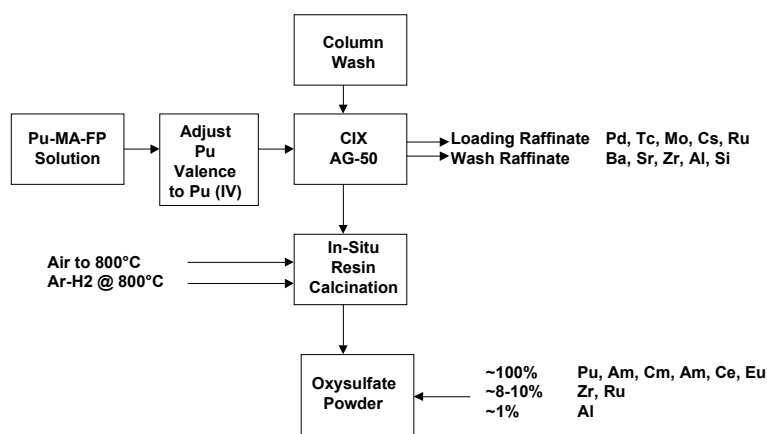 Column
Wash
Pu-MA-FP
Solution
Adjust
Pu
Valence
to Pu (IV)
CIX
AG-50
Loading Raffinate Pd, Tc, Mo, Cs, Ru
Wash Raffinate Ba, Sr, Zr, Al, Si
Air to 800°C
Ar-H2 @ 800°C
In-Situ
Resin
Calcination
Oxysulfate
Powder
~100% Pu, Am, Cm, Am, Ce, Eu
~8-10% Zr, Ru
~1% Al